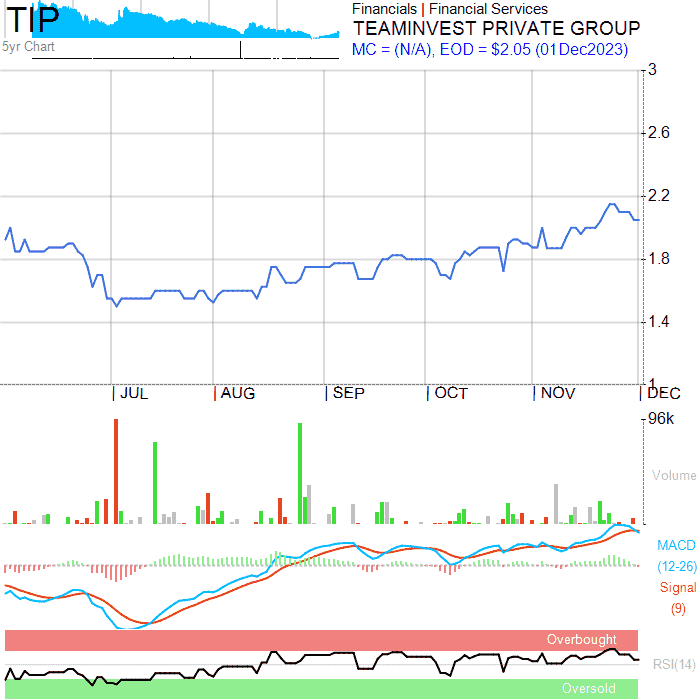 TIP
5yr Chart
Financials | Financial Services
TEAMINVEST PRIVATE GROUP
MC = (N/A), EOD = $2.05 (01Dec2023)
3
2.6
2.2
1.8
1.4
1
JUL AUG SEP OCT NOV DEC
96k
Volume
MACD
(12-26)
Signal
(9)
Overbought
RSI(14)
Oversold